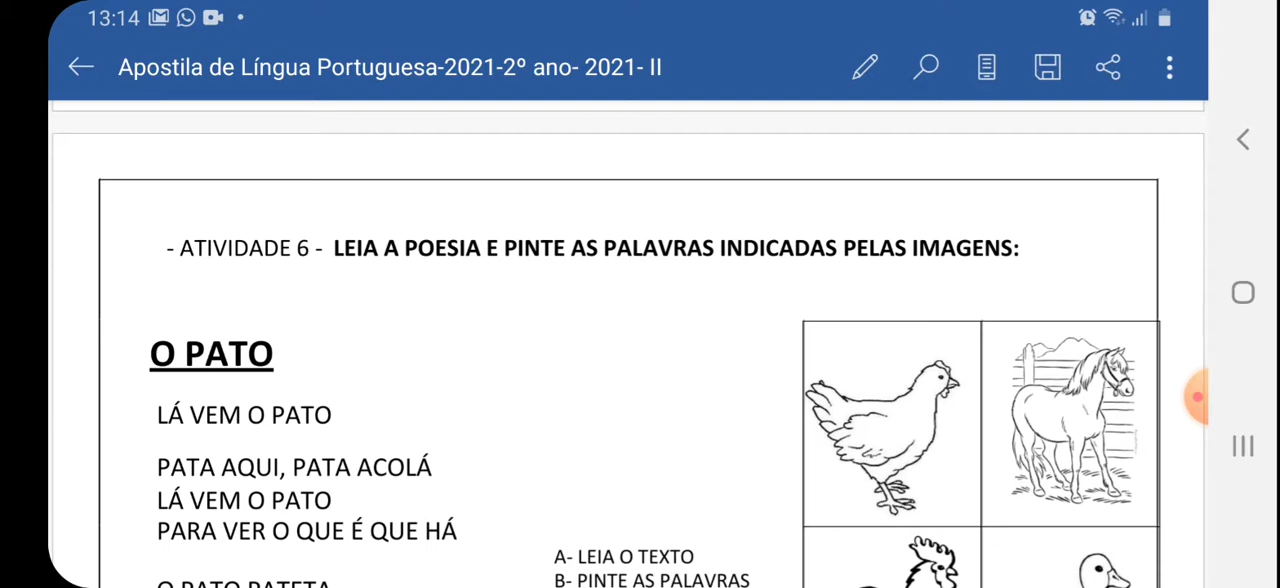 13:14
Apostila de Língua Portuguesa-2021-2º ano- 2021- II
- ATIVIDADE 6 - LEIA A POESIA E PINTE AS PALAVRAS INDICADAS PELAS IMAGENS:
O PATO
LÁ VEM O PATO
PATA AQUI, PATA ACOLÁ
LÁ VEM O PATO
PARA VER O QUE É QUE HÁ
A- LEIA O TEXTO
B- PINTE AS PALAVRAS
O PATO PATETA